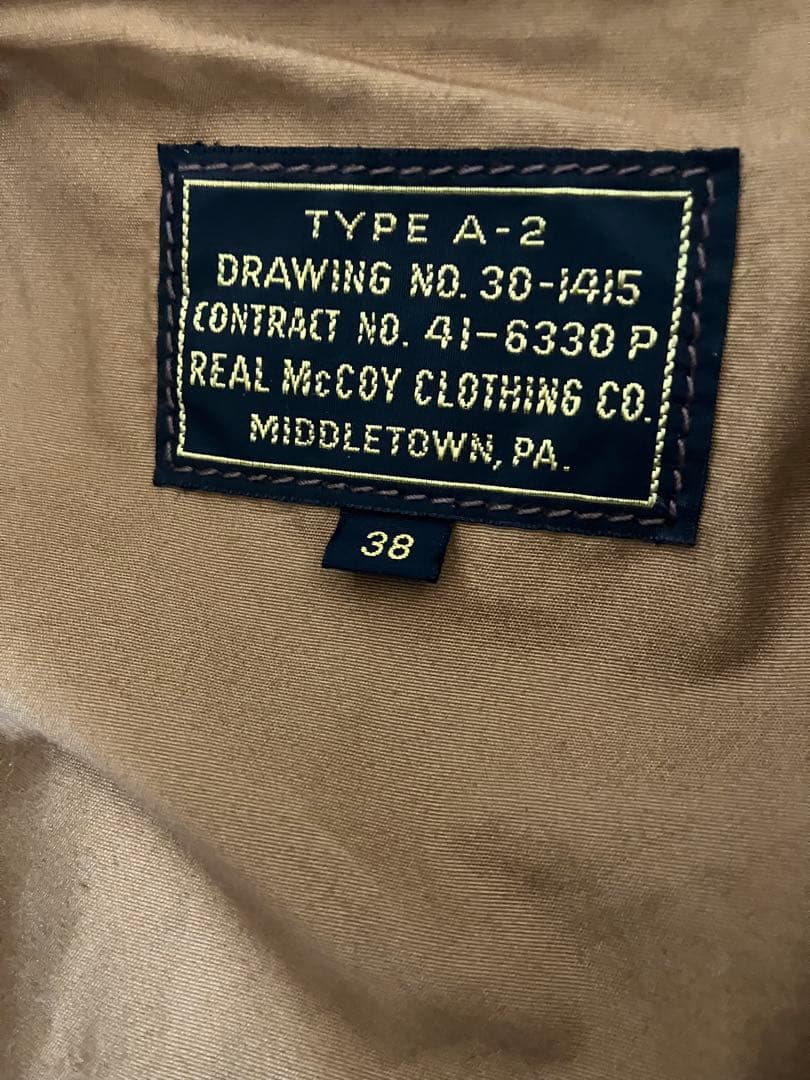 TYPE A-2
DRAWING NO. 30-1415
CONTRACT NO. 41-6330 P
REAL McCOY CLOTHING CO.
MIDDLETOWN, PA.
38